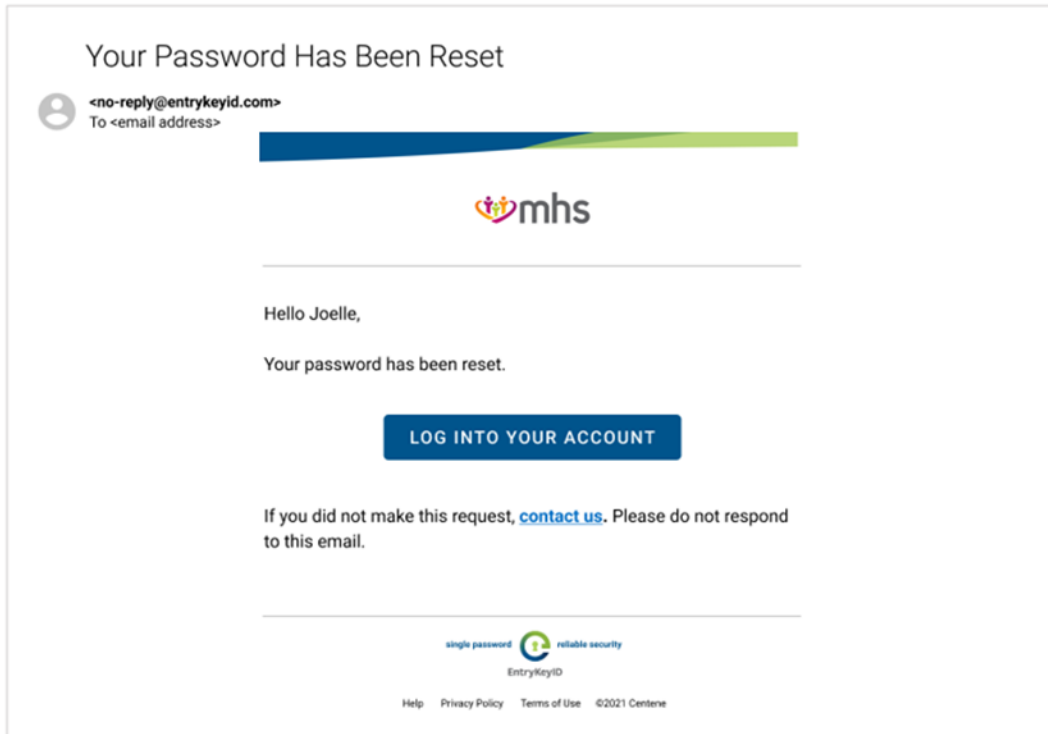 Your Password Has Been Reset
<no-reply@entrykeyid.com>
To <email address>
mhs
Hello Joelle,
Your password has been reset.
LOG INTO YOUR ACCOUNT
If you did not make this request, contact us. Please do not respond
to this email.
single password reliable security
EntryKeyID
Help Privacy Policy Terms of Use ©2021 Centene